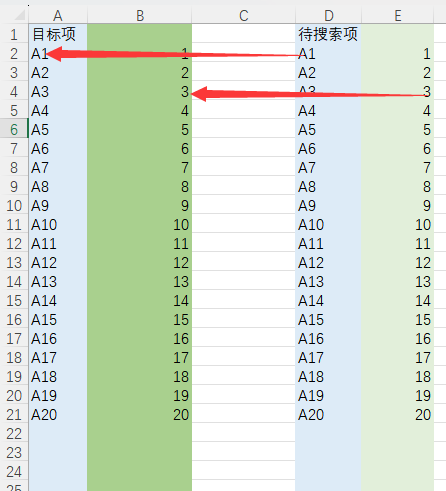 A B C D E
1 目标项 待搜索项
2 A1 1 A1 1
3 A2 2 A2 2
4 A3 3 A3 3
5 A4 4 A4 4
6 A5 5 A5 5
7 A6 6 A6 6
8 A7 7 A7 7
9 A8 8 A8 8
10 A9 9 A9 9
11 A10 10 A10 10
12 A11 11 A11 11
13 A12 12 A12 12
14 A13 13 A13 13
15 A14 14 A14 14
16 A15 15 A15 15
17 A16 16 A16 16
18 A17 17 A17 17
19 A18 18 A18 18
20 A19 19 A19 19
21 A20 20 A20 20
22
23
24
25